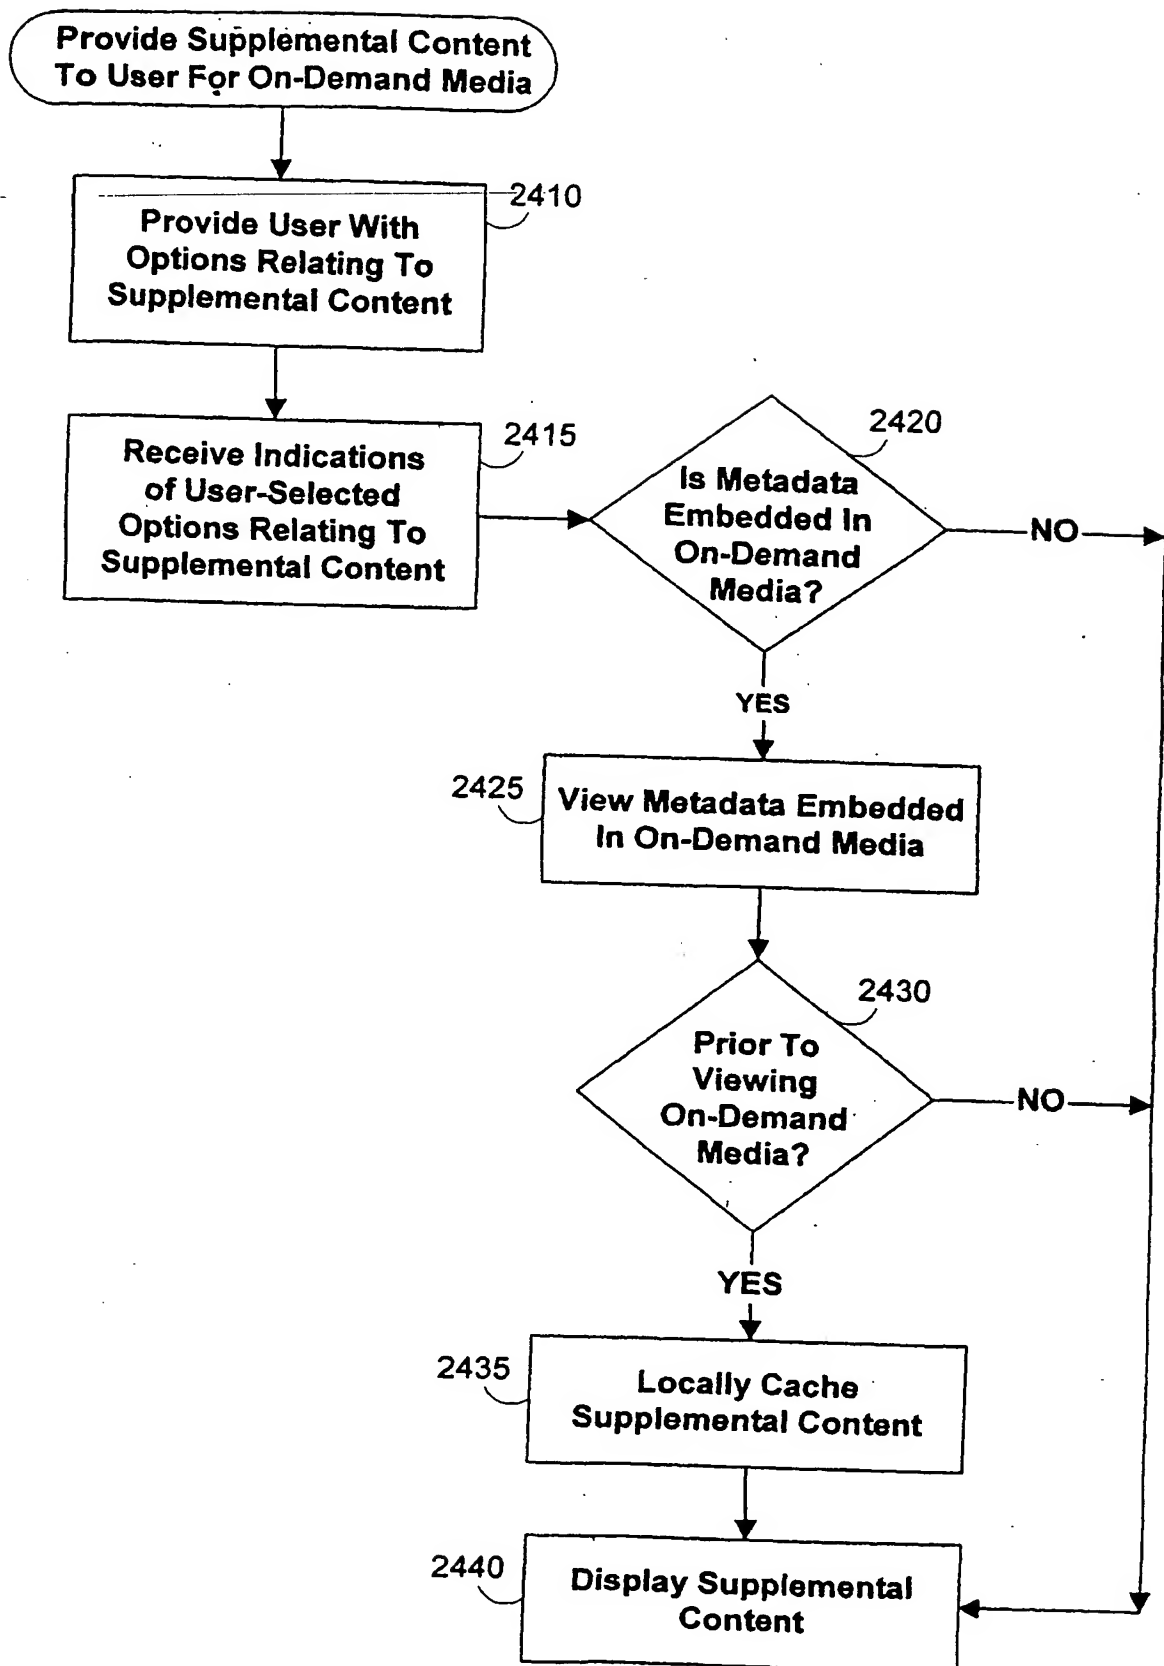 Provide Supplemental Content
To User For On-Demand Media
2410
Provide User With
Options Relating To
Supplemental Content
2415
Receive Indications
of User-Selected
Options Relating To
Supplemental Content
2420
Is Metadata
Embedded In
On-Demand
Media?
NO
YES
2425
View Metadata Embedded
In On-Demand Media
2430
Prior To
Viewing
On-Demand
Media?
NO
YES
2435
Locally Cache
Supplemental Content
2440
Display Supplemental
Content